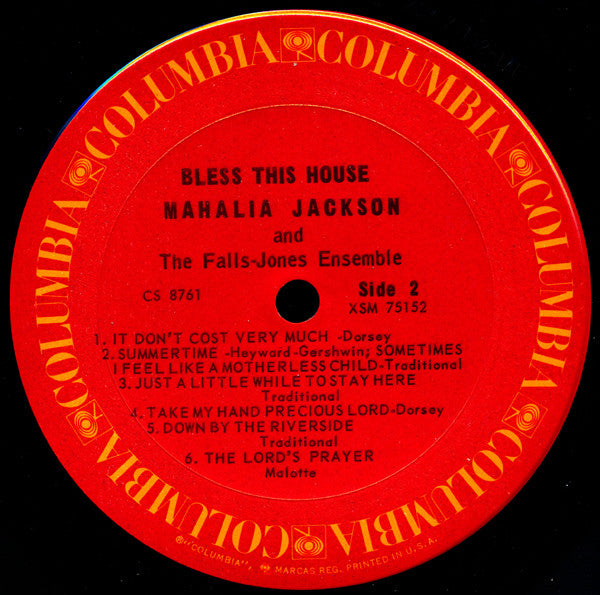 COLUMBIA COLUMBIA COLUMBIA COLUMBIA COLUMBIA COLUMBIA
BLESS THIS HOUSE
MAHALIA JACKSON
and
The Falls-Jones Ensemble
CS 8761
Side 2
XSM 75152
1. IT DON'T COST VERY MUCH -Dorsey
2. SUMMERTIME -Heyward-Gershwin; SOMETIMES
I FEEL LIKE A MOTHERLESS CHILD-Traditional
3. JUST A LITTLE WHILE TO STAY HERE
Traditional
4. TAKE MY HAND PRECIOUS LORD-Dorsey
5. DOWN BY THE RIVERSIDE
Traditional
6. THE LORD'S PRAYER
Malotte
®"COLUMBIA", MARCAS REG. PRINTED IN U.S.A.